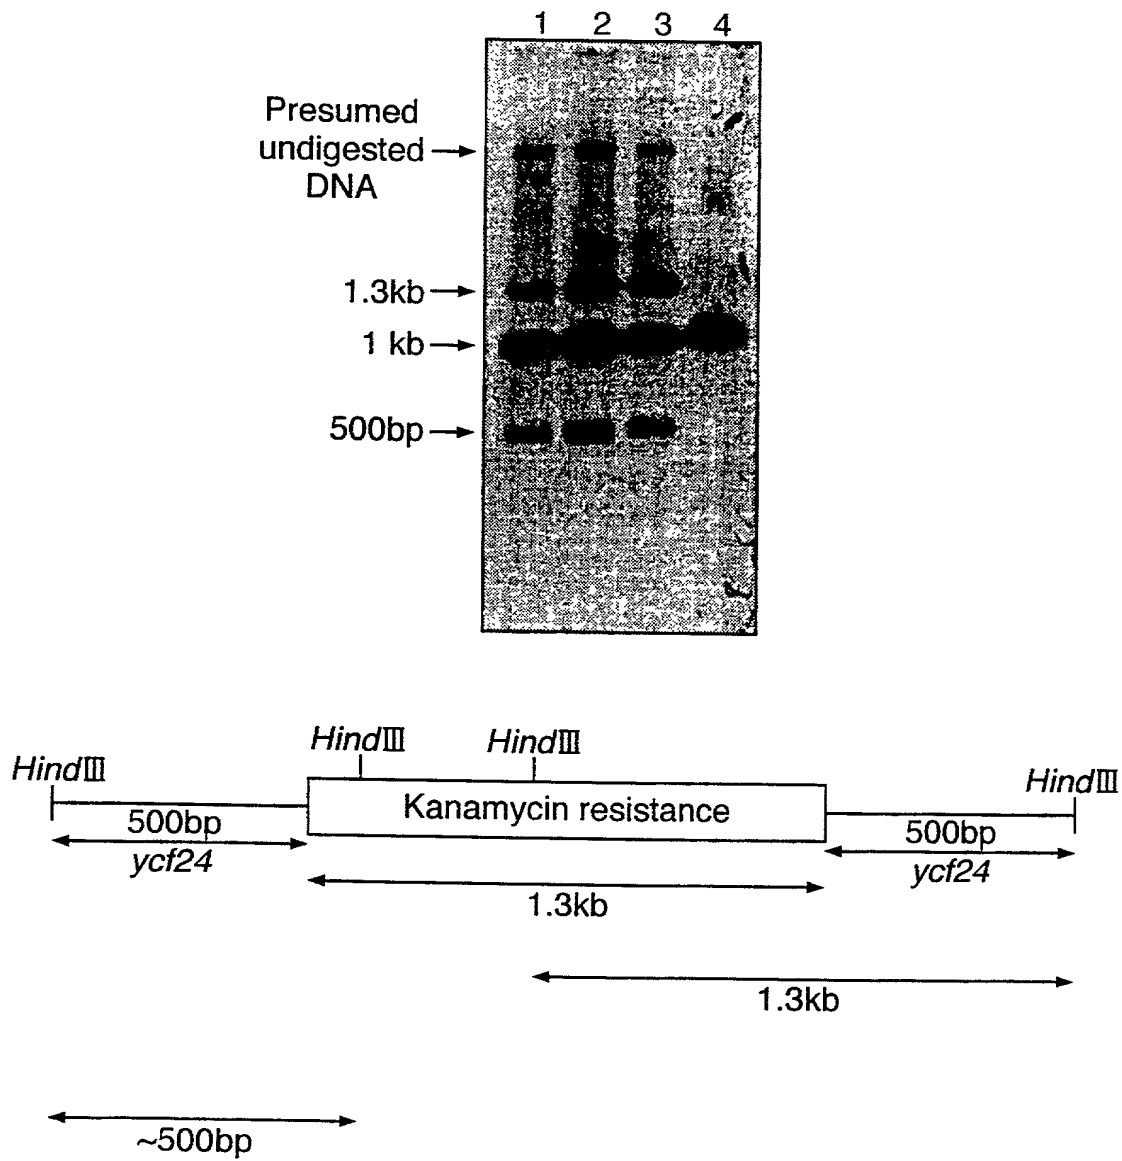 1 2 3 4
Presumed
undigested
DNA
1.3kb
1 kb
500bp
HindⅢ
HindⅢ
HindⅢ
HindⅢ
Kanamycin resistance
500bp
ycf24
500bp
ycf24
1.3kb
1.3kb
~500bp